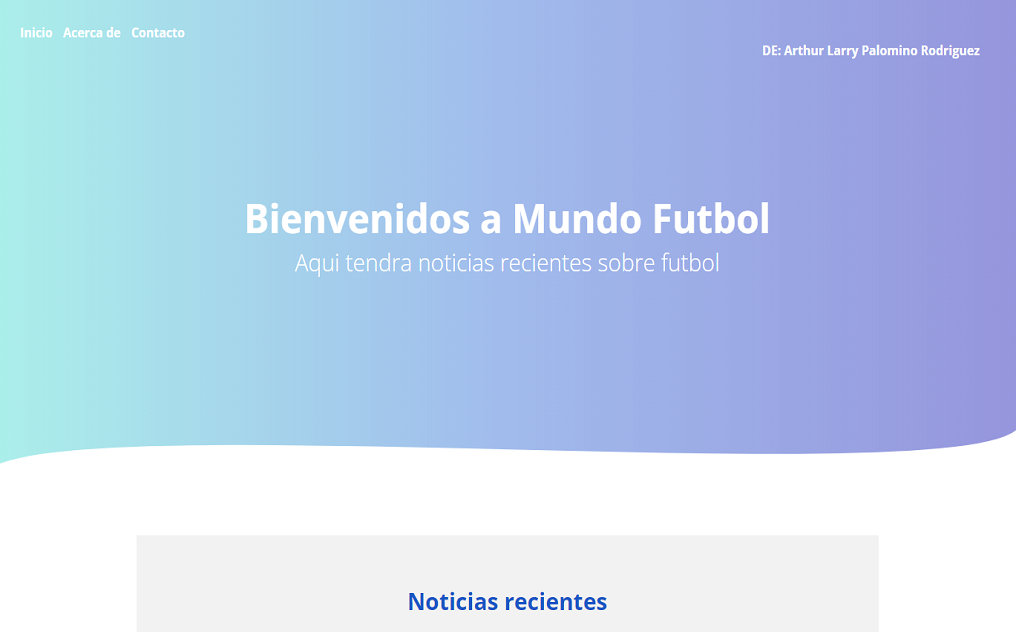 Inicio Acerca de Contacto
DE: Arthur Larry Palomino Rodriguez
Bienvenidos a Mundo Futbol
Aqui tendra noticias recientes sobre futbol
Noticias recientes